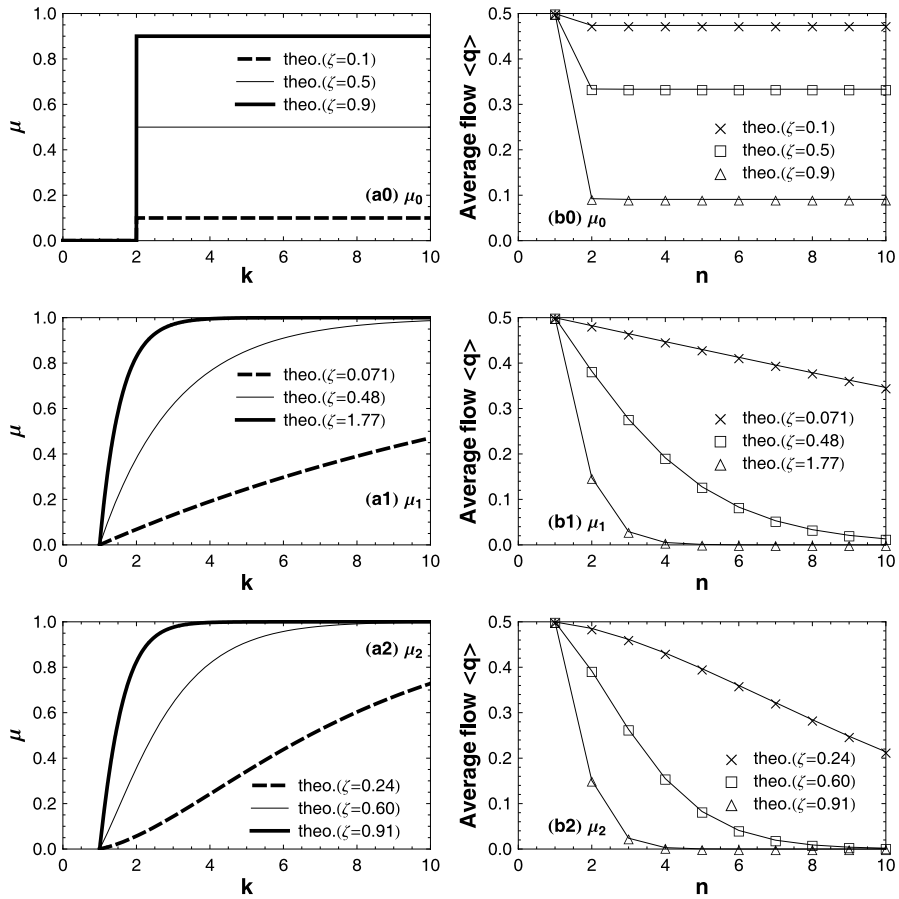 1.0
0.8
0.6
0.4
0.2
0.0
μ
theo.(ζ=0.1)
theo.(ζ=0.5)
theo.(ζ=0.9)
(a0) μ0
0 2 4 6 8 10
k
0.5
0.4
0.3
0.2
0.1
0.0
Average flow <q>
theo.(ζ=0.1)
theo.(ζ=0.5)
theo.(ζ=0.9)
(b0) μ0
0 2 4 6 8 10
n
1.0
0.8
0.6
0.4
0.2
0.0
μ
theo.(ζ=0.071)
theo.(ζ=0.48)
theo.(ζ=1.77)
(a1) μ1
0 2 4 6 8 10
k
0.5
0.4
0.3
0.2
0.1
0.0
Average flow <q>
theo.(ζ=0.071)
theo.(ζ=0.48)
theo.(ζ=1.77)
(b1) μ1
0 2 4 6 8 10
n
1.0
0.8
0.6
0.4
0.2
0.0
μ
(a2) μ2
theo.(ζ=0.24)
theo.(ζ=0.60)
theo.(ζ=0.91)
0 2 4 6 8 10
k
0.5
0.4
0.3
0.2
0.1
0.0
Average flow <q>
theo.(ζ=0.24)
theo.(ζ=0.60)
theo.(ζ=0.91)
(b2) μ2
0 2 4 6 8 10
n